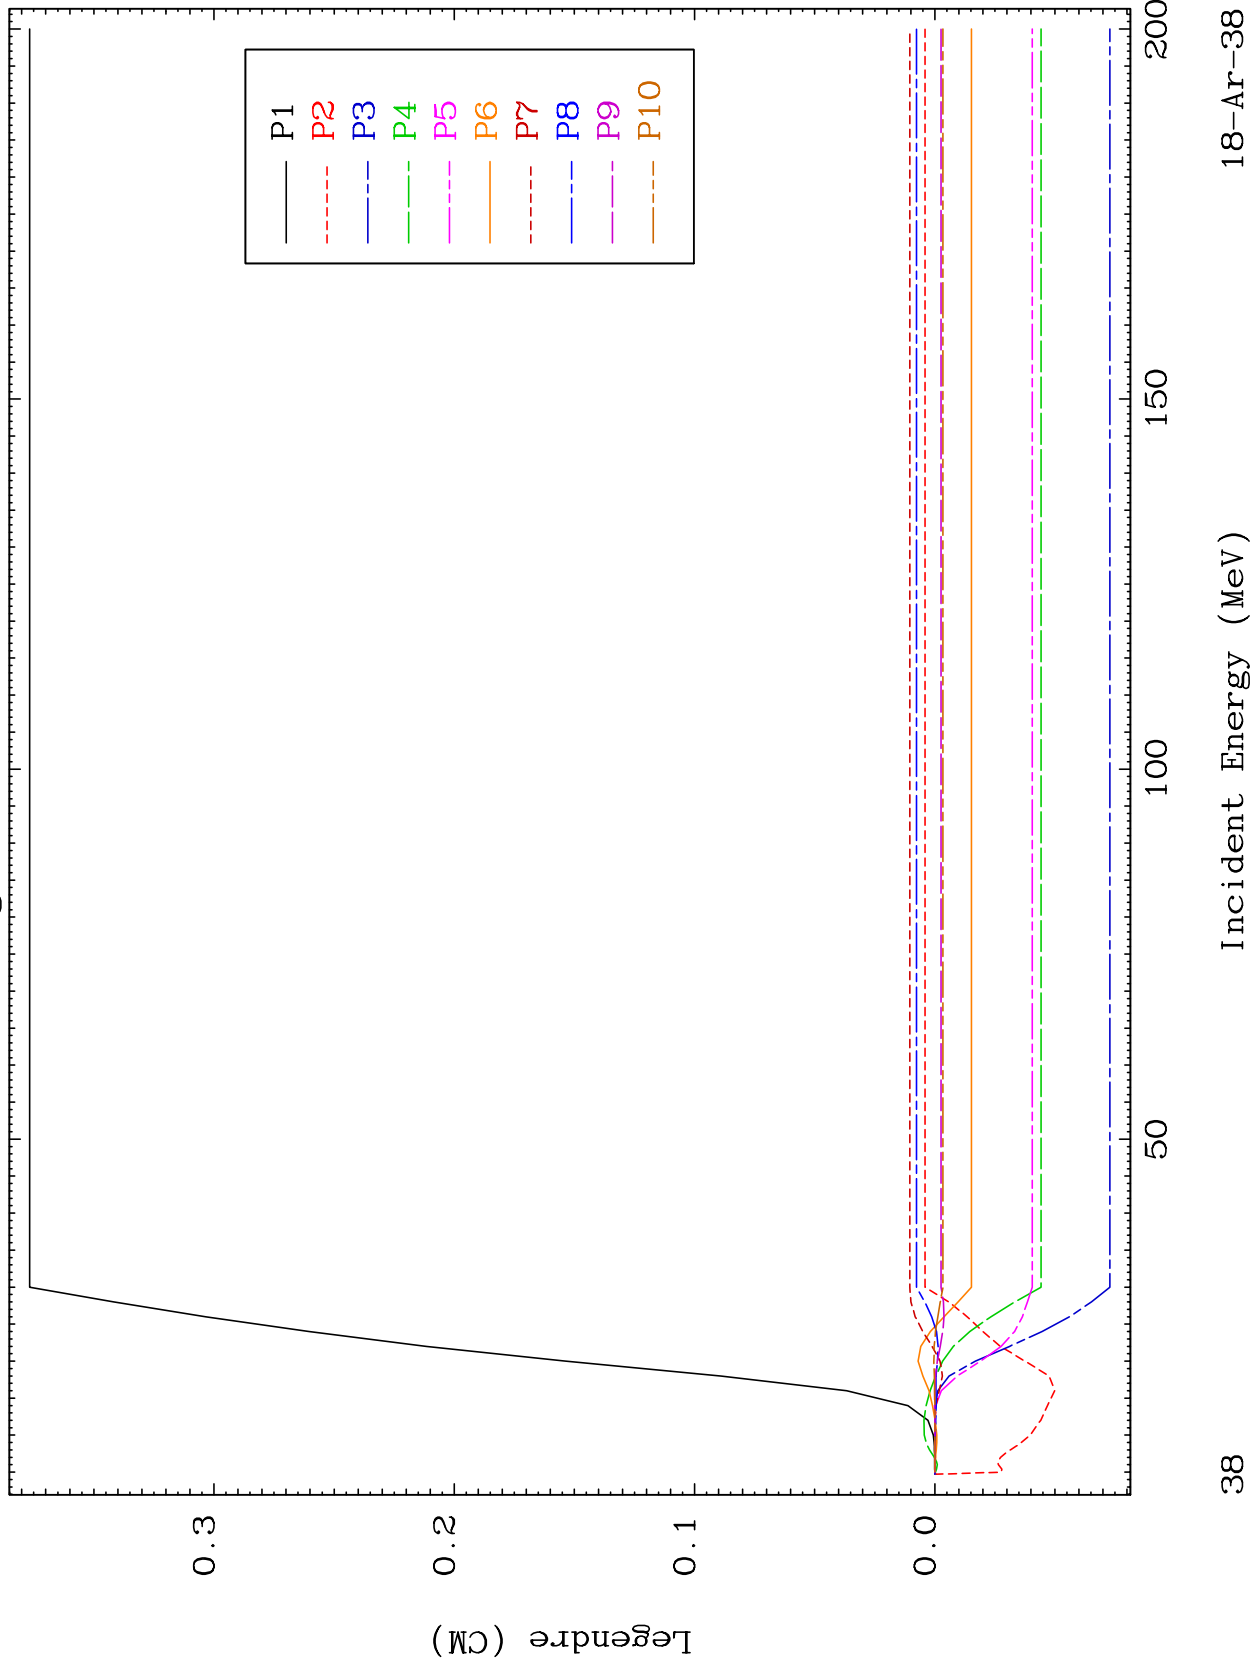 P1
P2
P3
P4
P5
P6
P7
P8
P9
P10
0.3
0.2
0.1
0.0
Legendre (CM)
50
100
150
200
Incident Energy (MeV)
38
18-Ar-38